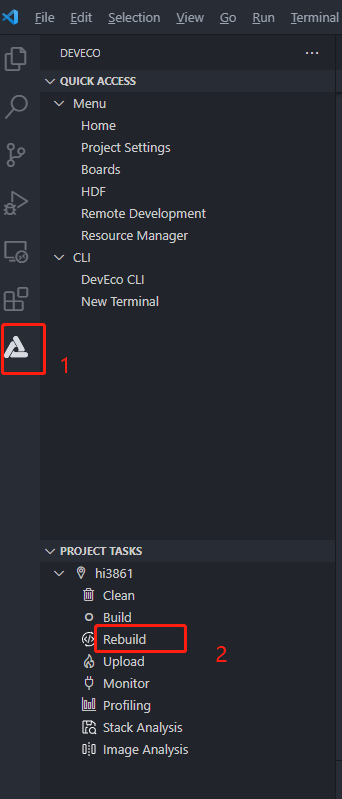 File Edit Selection View Go Run Terminal
DEVECO
QUICK ACCESS
Menu
Home
Project Settings
Boards
HDF
Remote Development
Resource Manager
CLI
DevEco CLI
New Terminal
1
PROJECT TASKS
hi3861
Clean
Build
Rebuild
2
Upload
Monitor
Profiling
Stack Analysis
Image Analysis